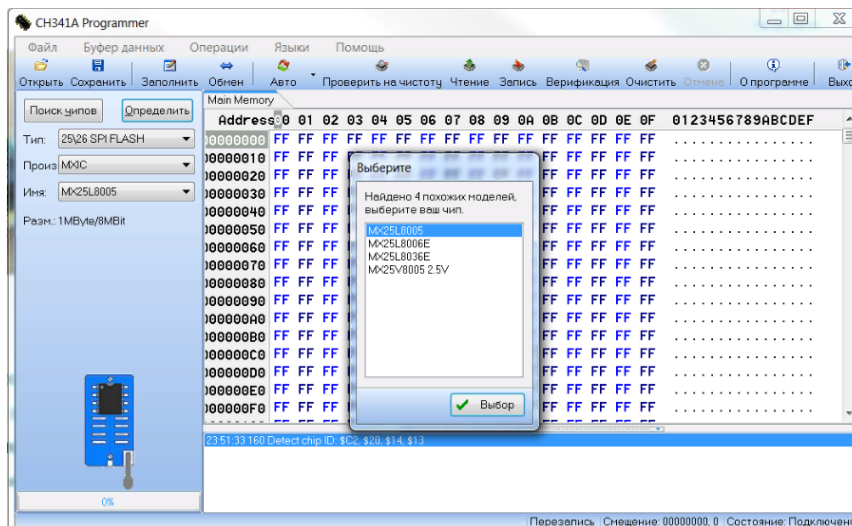 CH341A Programmer
Файл Буфер данных Операции Языки Помощь
Открыть Сохранить Заполнить Обмен Авто Проверить на чистоту Чтение Запись Верификация Очистить Отмена О программе
Поиск чипов Определить
Main Memory
Тип: 25\26 SPI FLASH
Произ MXIC
Имя: MX25L8005
Разм.: 1MByte/8MBit
0%
01 02 03 04 05 06 07 08 09 0A 0B 0C 0D 0E 0F 0123456789ABCDEF
00000000 FF FF FF FF FF FF FF FF FF FF FF FF FF FF FF FF ................
00000010 FF FF FF FF FF FF FF FF ................
00000020 FF FF FF FF FF FF FF FF ................
00000030 FF FF FF FF FF FF FF FF ................
00000040 FF FF FF FF FF FF FF FF ................
00000050 FF FF FF FF FF FF FF FF ................
00000060 FF FF FF FF FF FF FF FF ................
00000070 FF FF FF FF FF FF FF FF ................
00000080 FF FF FF FF FF FF FF FF ................
00000090 FF FF FF FF FF FF FF FF ................
000000A0 FF FF FF FF FF FF FF FF ................
000000B0 FF FF FF FF FF FF FF FF ................
000000C0 FF FF FF FF FF FF FF FF ................
000000D0 FF FF FF FF FF FF FF FF ................
000000E0 FF FF FF FF FF FF FF FF ................
000000F0 FF FF FF FF FF FF FF FF ................
Выберите
Найдено 4 похожих моделей,
выберите ваш чип.
MX25L8005
MX25L8006E
MX25L8036E
MX25V8005 2.5V
Выбор
23:51:33 160 Detect chip ID: $C2, $20, $14, $13
Перезапись Смещение: 00000000, 0 Состояние: